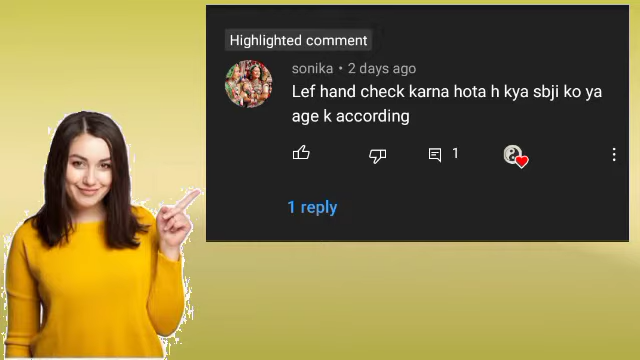 Highlighted comment
sonika • 2 days ago
Lef hand check karna hota h kya sbji ko ya
age k according
1
1 reply